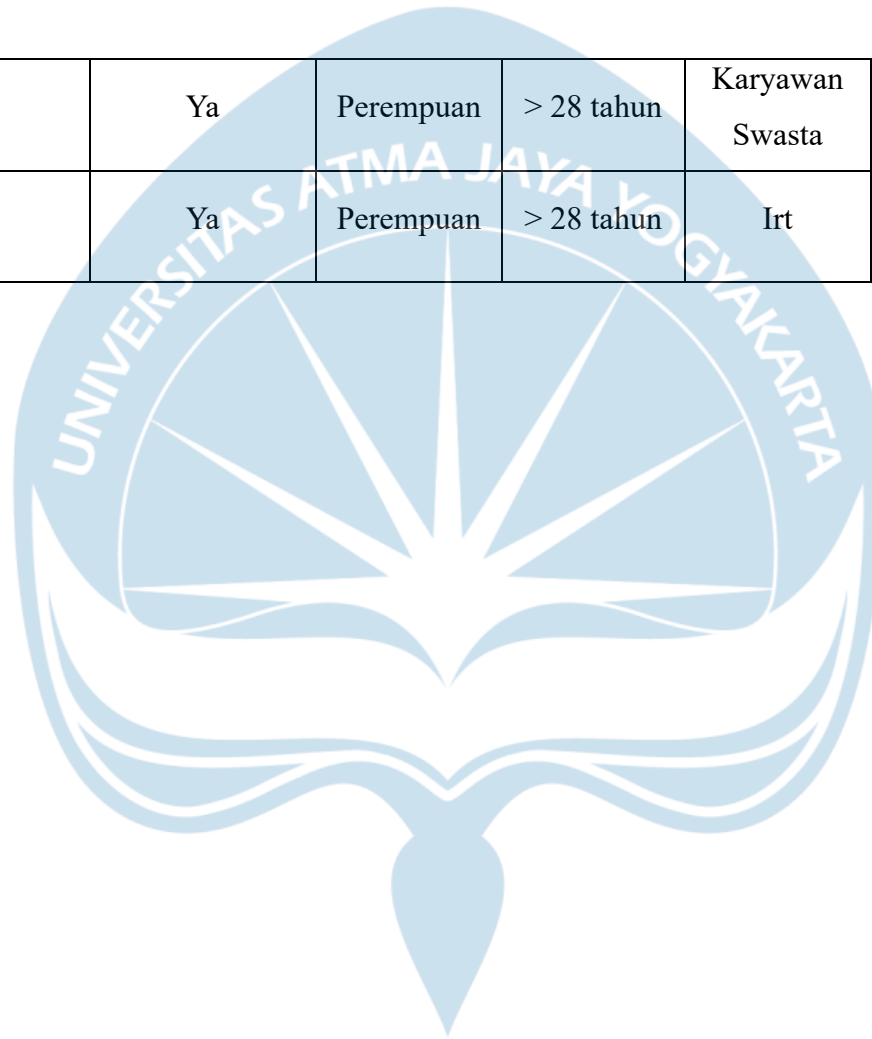 Ya Perempuan > 28 tahun Karyawan
Swasta
Ya Perempuan > 28 tahun Irt
UNIVERSITAS ATMA JAYA YOGYAKARTA